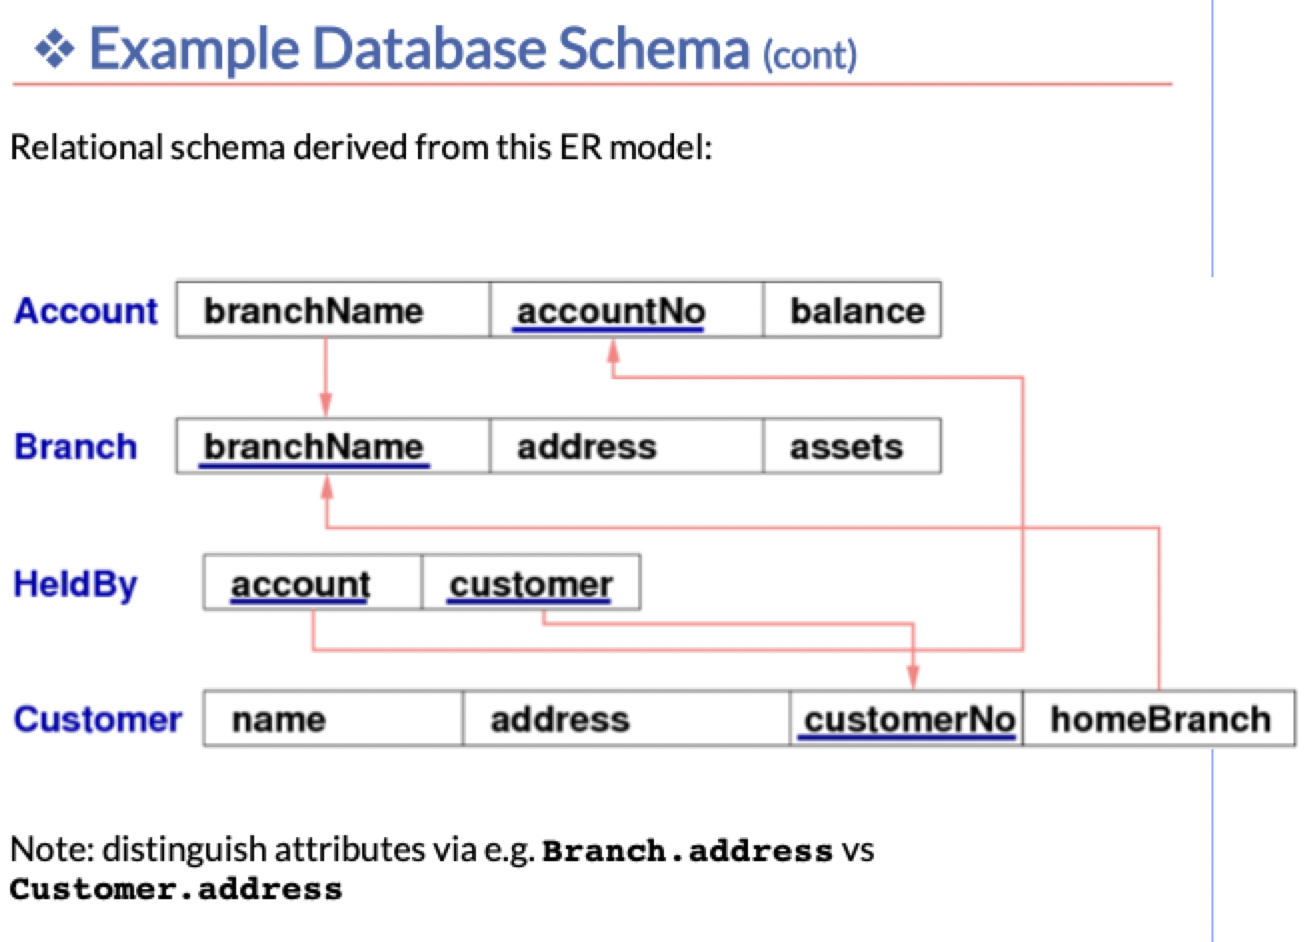 ❖ Example Database Schema (cont)
Relational schema derived from this ER model:
Account branchName accountNo balance
Branch branchName address assets
HeldBy account customer
Customer name address customerNo homeBranch
Note: distinguish attributes via e.g. Branch.address vs
Customer.address